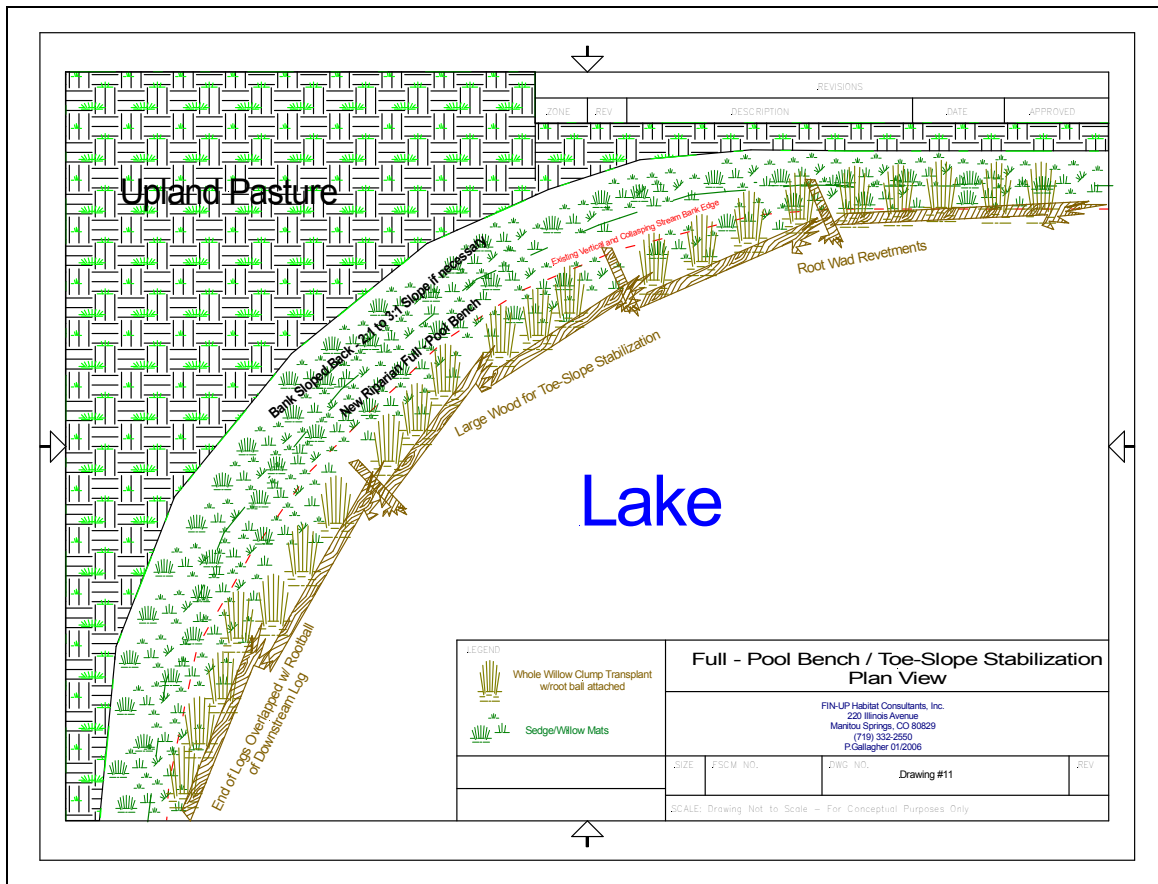 REVISIONS
ZONE REV DESCRIPTION DATE APPROVED
Upland Pasture
Existing Vertical and Collasping Stream Bank Edge
Bank Sloped Back - 2:1 to 3:1 Slope if necessary
New Riparian Full - Pool Bench
Root Wad Revetments
Large Wood for Toe-Slope Stabilization
Lake
End of Logs Overlapped w/ Rootball
of Downstream Log
LEGEND
Whole Willow Clump Transplant
w/root ball attached
Sedge/Willow Mats
Full - Pool Bench / Toe-Slope Stabilization
Plan View
FIN-UP Habitat Consultants, Inc.
220 Illinois Avenue
Manitou Springs, CO 80829
(719) 332-2550
P.Gallagher 01/2006
SIZE FSCM NO. DWG NO. Drawing #11 REV
SCALE: Drawing Not to Scale - For Conceptual Purposes Only